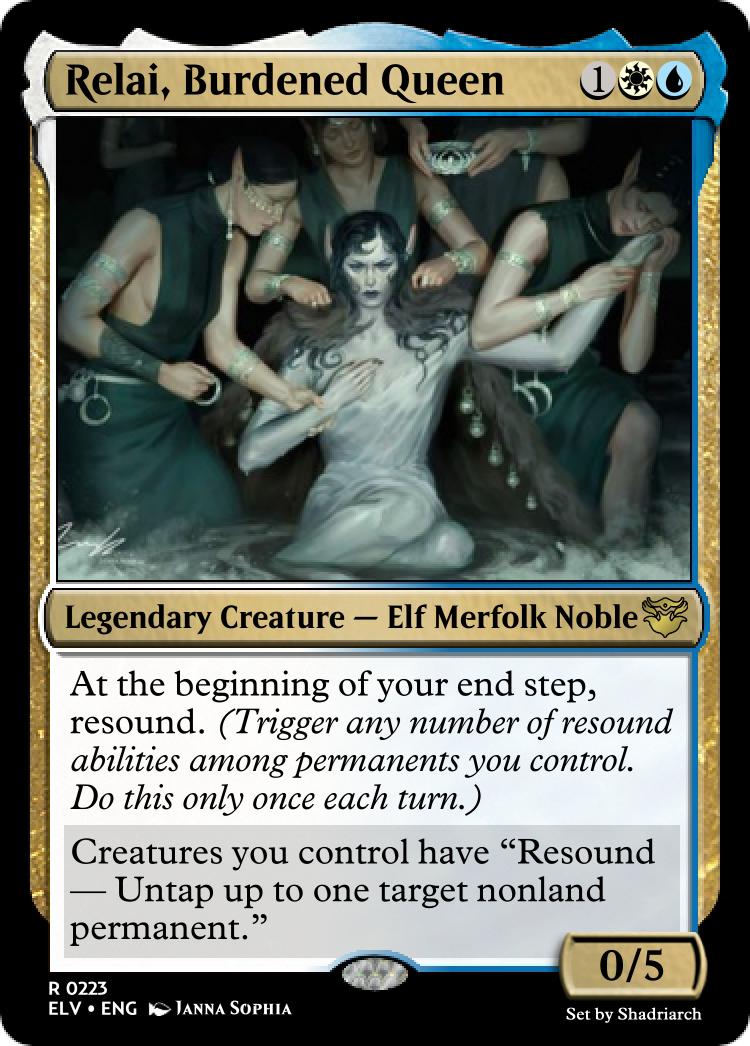 Relai, Burdened Queen 1
Legendary Creature — Elf Merfolk Noble
At the beginning of your end step,
resound. (Trigger any number of resound
abilities among permanents you control.
Do this only once each turn.)
Creatures you control have “Resound
— Untap up to one target nonland
permanent.”
0/5
R 0223
ELV • ENG Janna Sophia
Set by Shadriarch